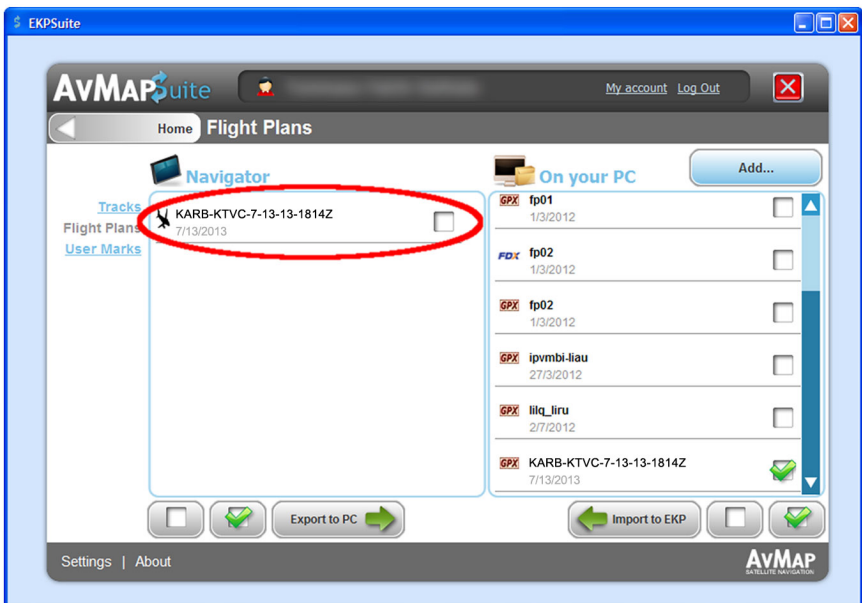 EKPSuite
AvMAPSuite
My account Log Out
Home Flight Plans
Navigator
On your PC
Add...
Tracks
Flight Plans
User Marks
KARB-KTVC-7-13-13-1814Z
7/13/2013
GPX fp01
1/3/2012
FDX fp02
1/3/2012
GPX fp02
1/3/2012
GPX ipvmbi-liau
27/3/2012
GPX lilq_liru
2/7/2012
GPX KARB-KTVC-7-13-13-1814Z
7/13/2013
Export to PC
Import to EKP
Settings | About
AvMAP
SATELLITE NAVIGATION